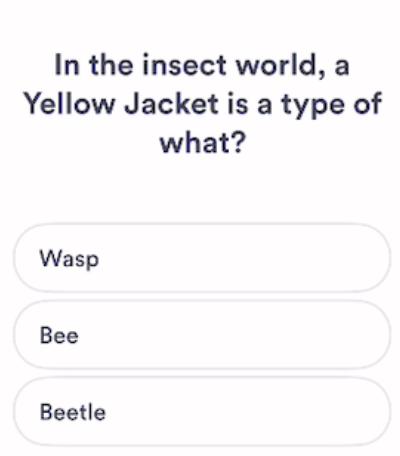 In the insect world, a
Yellow Jacket is a type of
what?
Wasp
Bee
Beetle